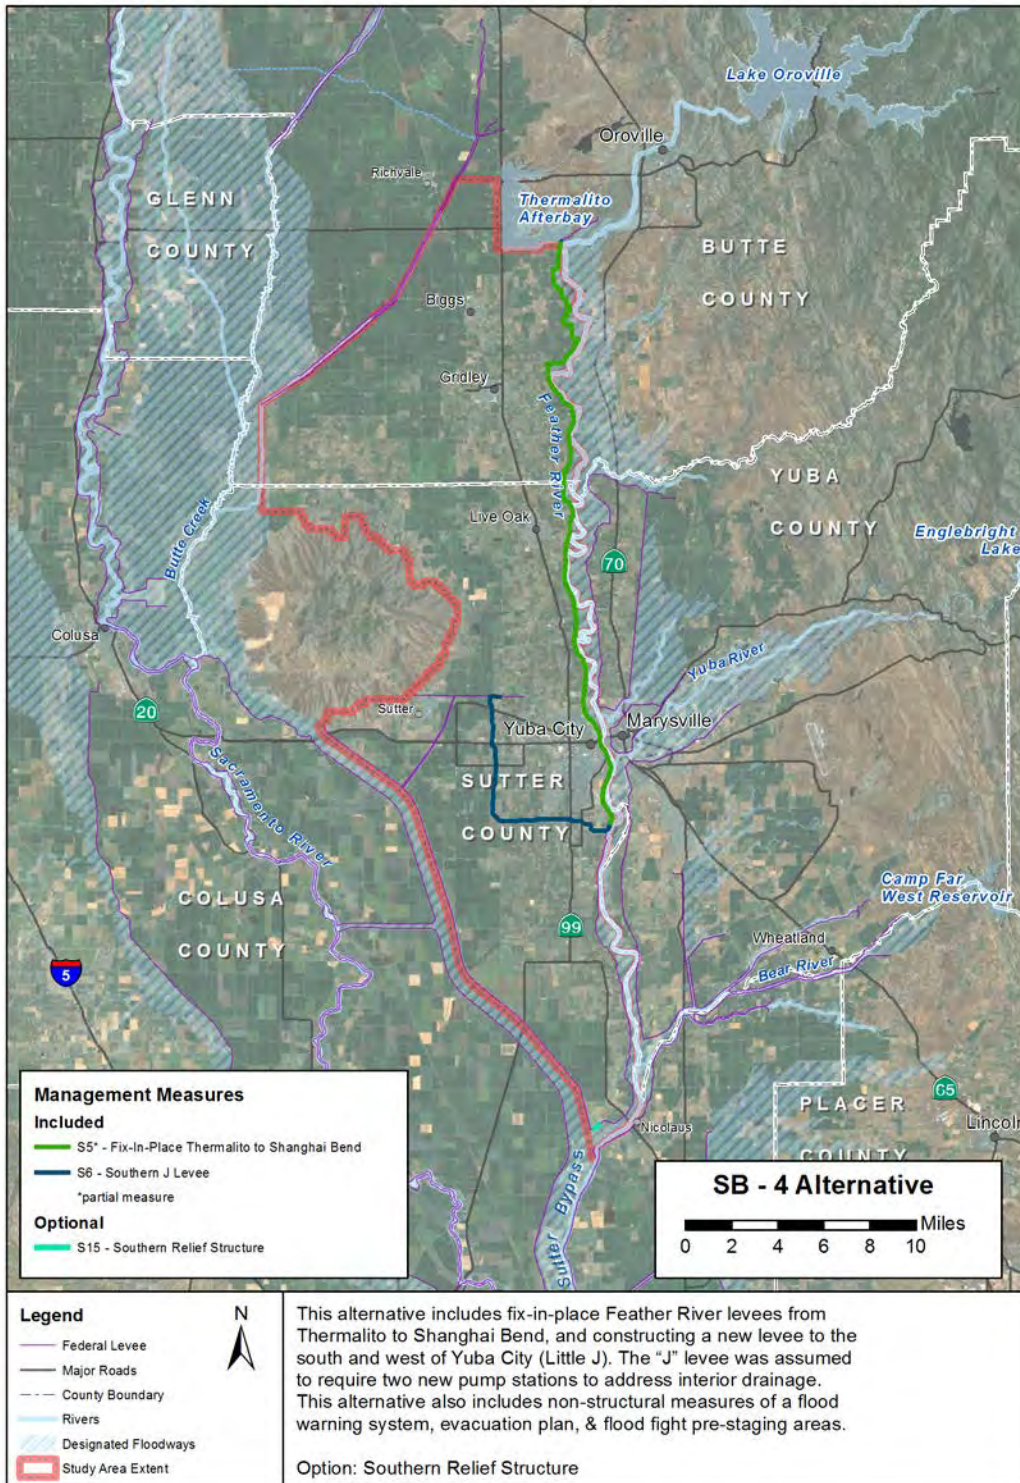 Lake Oroville
Oroville
Richvale
Thermalito
Afterbay
GLENN
COUNTY
BUTTE
COUNTY
Biggs
Gridley
Feather River
YUBA
COUNTY
Live Oak
Englebright
Lake
Butte Creek
70
Colusa
Yuba River
20
Sutter
Yuba City
Marysville
SUTTER
COUNTY
Sacramento River
COLUSA
COUNTY
Camp Far
West Reservoir
99
Wheatland
5
Bear River
PLACER
COUNTY
65
Lincoln
Nicolaus
Sutter Bypass
Management Measures
Included
S5* - Fix-In-Place Thermalito to Shanghai Bend
S6 - Southern J Levee
*partial measure
Optional
S15 - Southern Relief Structure
SB - 4 Alternative
Miles
0 2 4 6 8 10
Legend
N
Federal Levee
Major Roads
County Boundary
Rivers
Designated Floodways
Study Area Extent
This alternative includes fix-in-place Feather River levees from
Thermalito to Shanghai Bend, and constructing a new levee to the
south and west of Yuba City (Little J). The “J” levee was assumed
to require two new pump stations to address interior drainage.
This alternative also includes non-structural measures of a flood
warning system, evacuation plan, & flood fight pre-staging areas.
Option: Southern Relief Structure